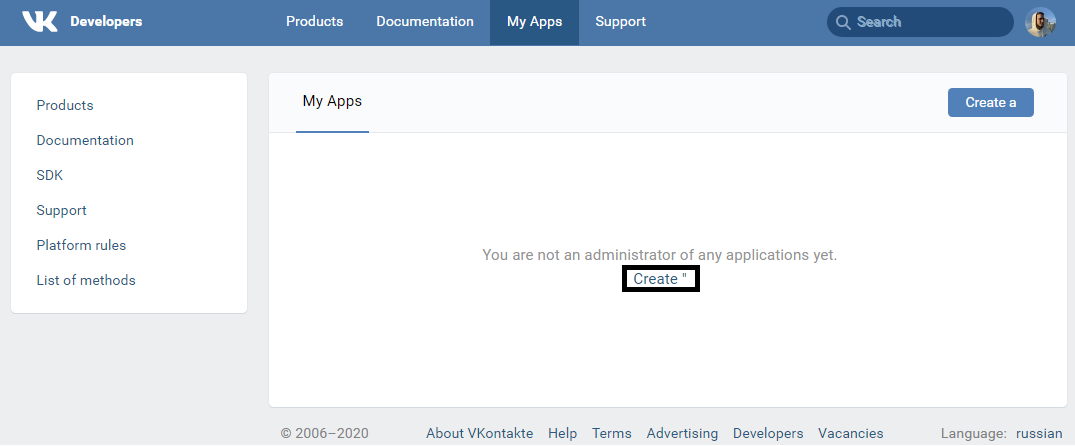 VK Developers Products Documentation My Apps Support Search
Products
Documentation
SDK
Support
Platform rules
List of methods
My Apps Create a
You are not an administrator of any applications yet.
Create "
© 2006–2020 About VKontakte Help Terms Advertising Developers Vacancies Language: russian